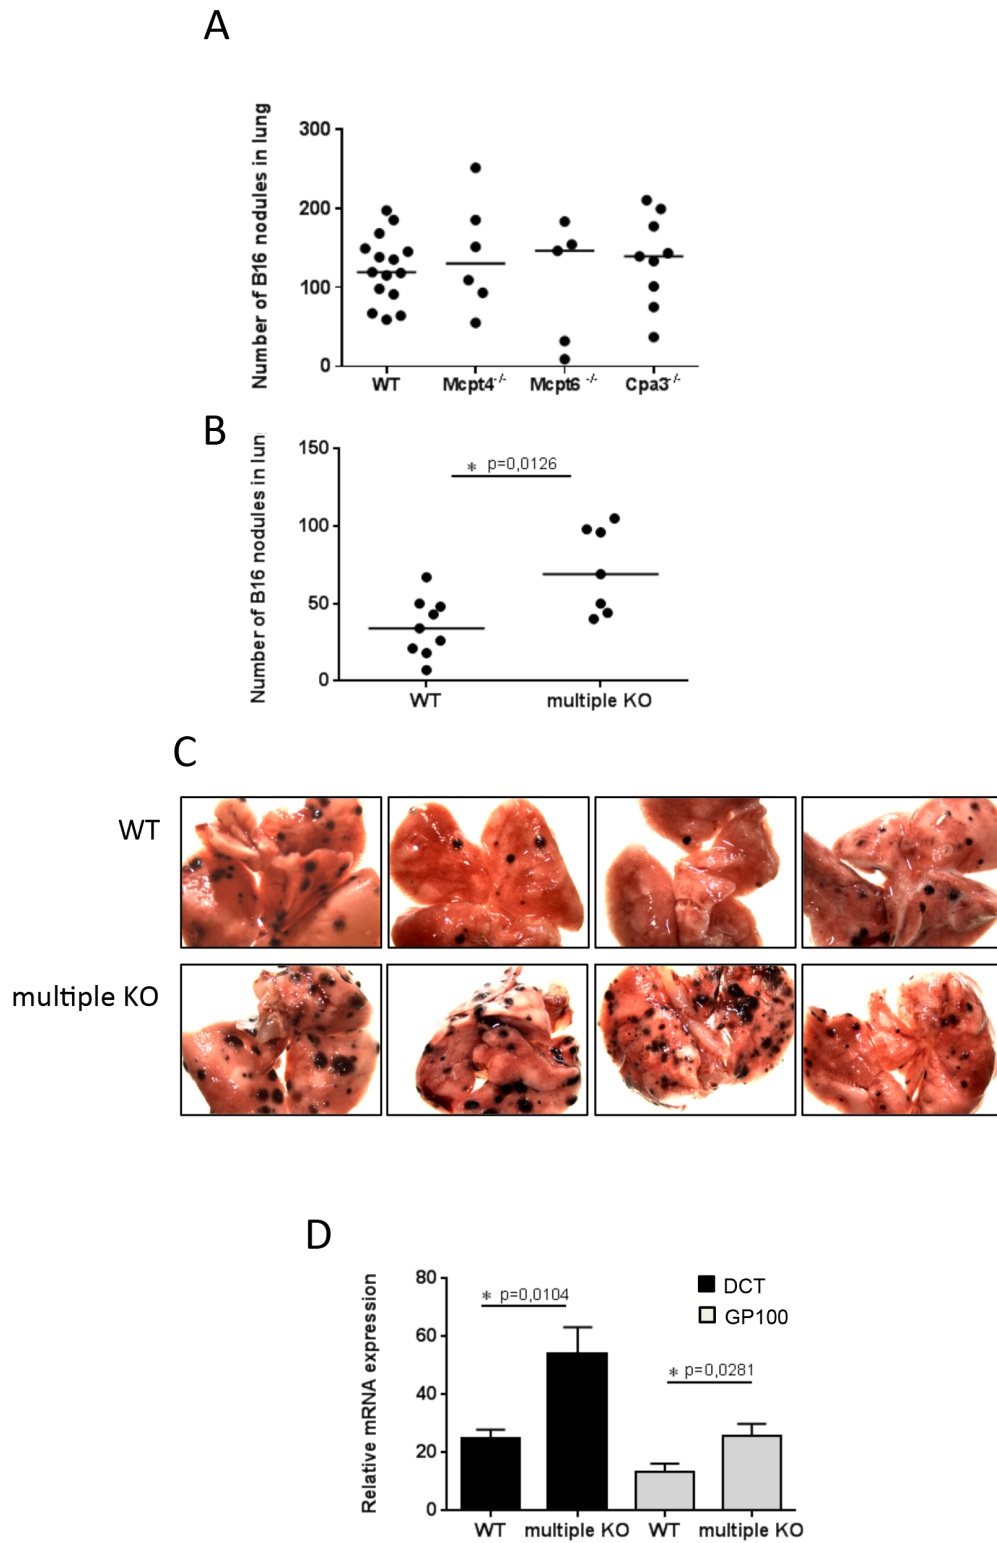 A
Number of B16 nodules in lung
300
200
100
0
WT
Mcpt4-/-
Mcpt6 -/-
Cpa3-/-
B
Number of B16 nodules in lun
150
100
50
0
* p=0,0126
WT
multiple KO
C
WT
multiple KO
D
Relative mRNA expression
80
60
40
20
0
* p=0,0104
* p=0,0281
DCT
GP100
WT
multiple KO
WT
multiple KO